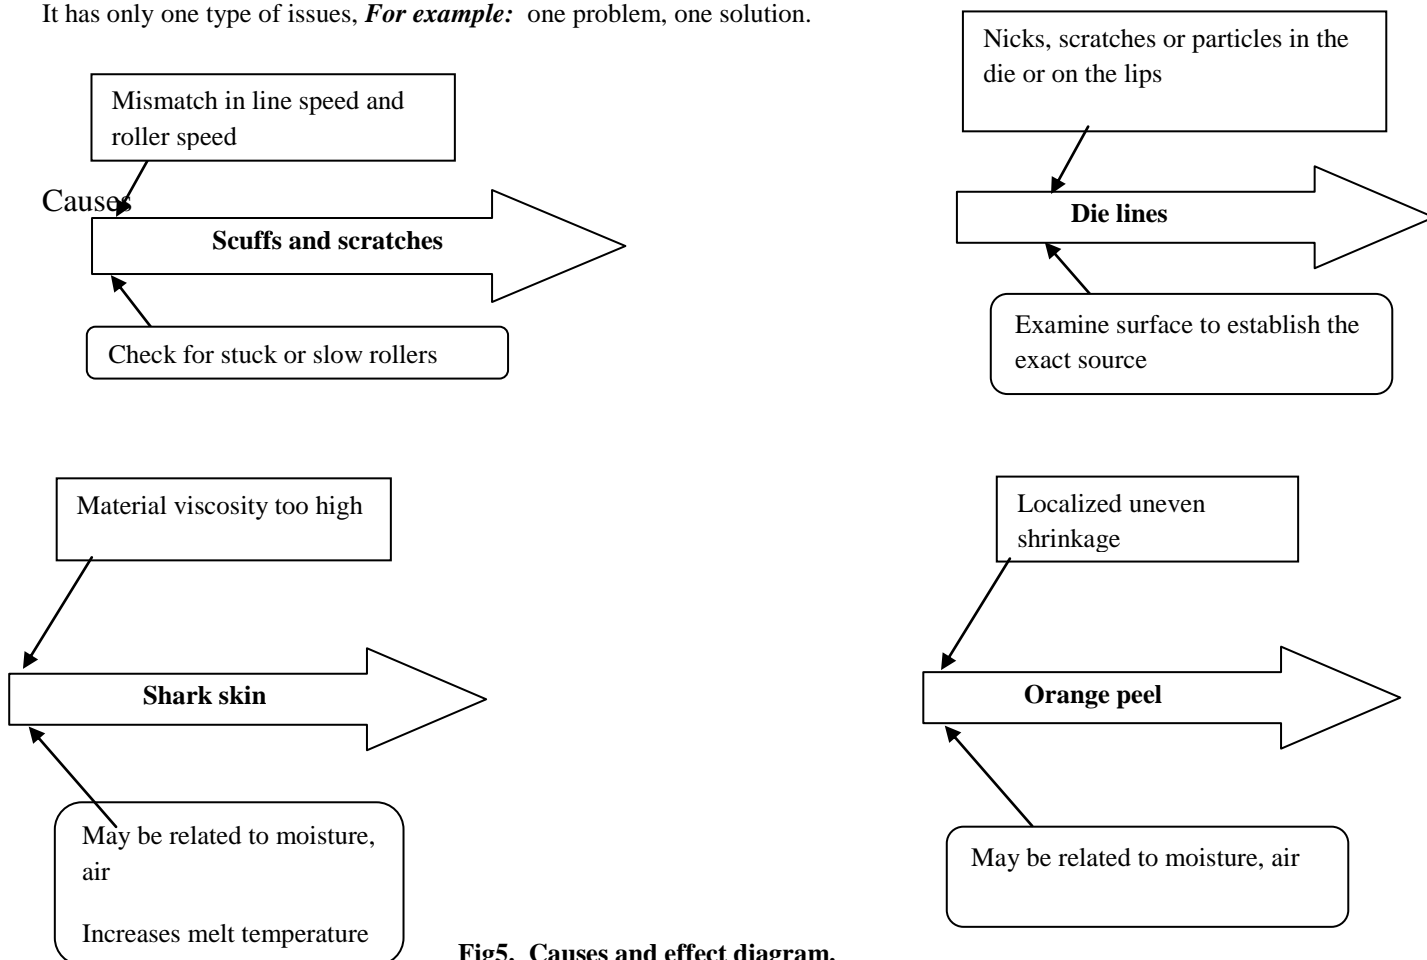 It has only one type of issues, For example: one problem, one solution.
Mismatch in line speed and
roller speed
Causes
Scuffs and scratches
Check for stuck or slow rollers
Nicks, scratches or particles in the
die or on the lips
Die lines
Examine surface to establish the
exact source
Material viscosity too high
Shark skin
May be related to moisture,
air
Increases melt temperature
Localized uneven
shrinkage
Orange peel
May be related to moisture, air
Fig5. Causes and effect diagram.